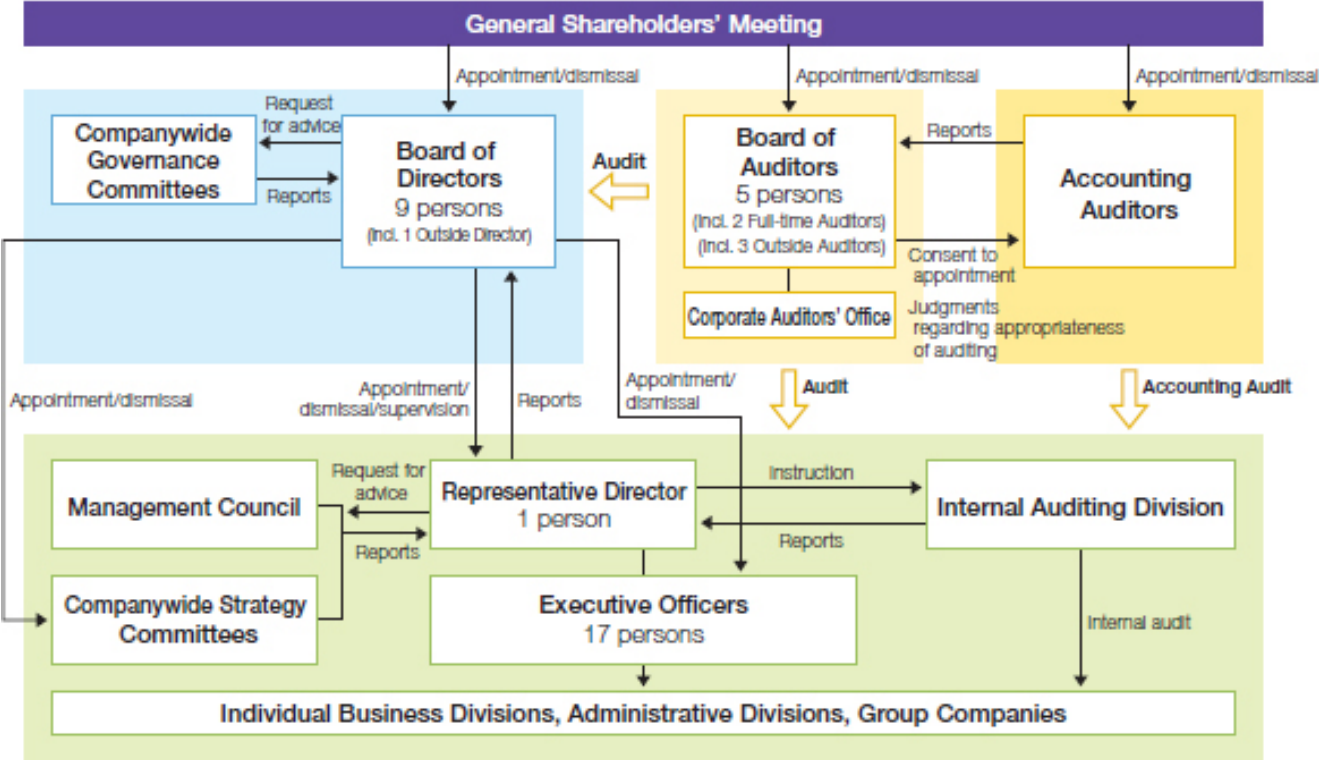 General Shareholders' Meeting
Appointment/dismissal
Appointment/dismissal
Appointment/dismissal
Request
for advice
Companywide
Governance
Committees
Reports
Board of
Directors
9 persons
(Incl. 1 Outside Director)
Audit
Board of
Auditors
5 persons
(Incl. 2 Full-time Auditors)
(Incl. 3 Outside Auditors)
Reports
Accounting
Auditors
Consent to
appointment
Corporate Auditors' Office
Judgments
regarding appropriateness
of auditing
Appointment/dismissal
Appointment/
dismissal/supervision
Reports
Appointment/
dismissal
Audit
Accounting Audit
Management Council
Request for
advice
Reports
Representative Director
1 person
Instruction
Reports
Internal Auditing Division
Companywide Strategy
Committees
Executive Officers
17 persons
Internal audit
Individual Business Divisions, Administrative Divisions, Group Companies